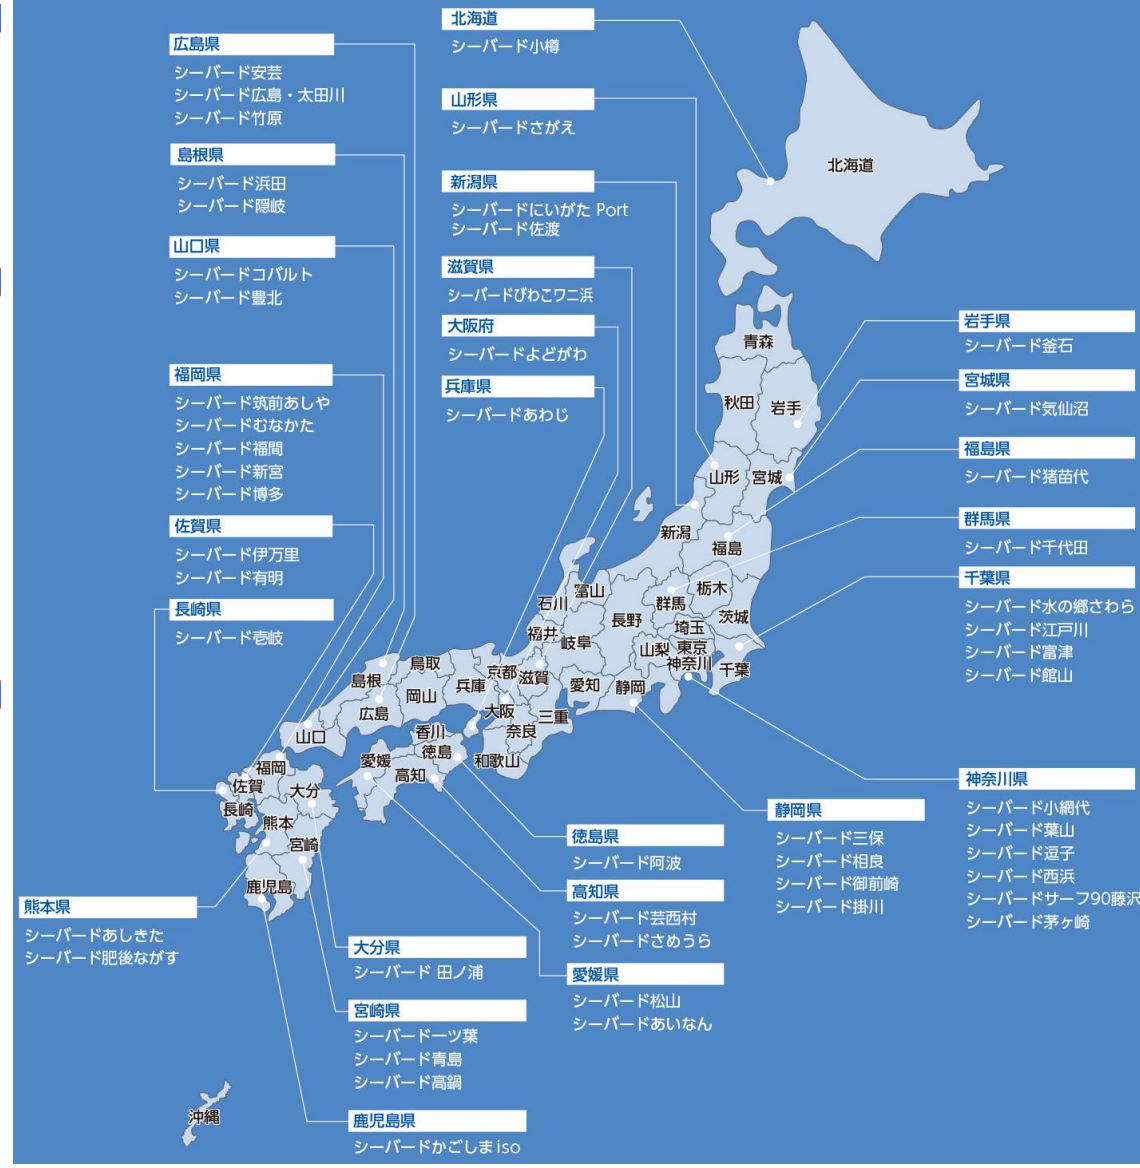 北海道
シーバード小樽
広島県
シーバード安芸
シーバード広島・太田川
シーバード竹原
山形県
シーバードさがえ
島根県
シーバード浜田
シーバード隠岐
新潟県
シーバードにいがた Port
シーバード佐渡
山口県
シーバードコバルト
シーバード豊北
滋賀県
シーバードびわこワニ浜
大阪府
シーバードよどがわ
兵庫県
シーバードあわじ
福岡県
シーバード筑前あしや
シーバードむなかた
シーバード福間
シーバード新宮
シーバード博多
佐賀県
シーバード伊万里
シーバード有明
長崎県
シーバード壱岐
岩手県
シーバード釜石
宮城県
シーバード気仙沼
福島県
シーバード猪苗代
群馬県
シーバード千代田
千葉県
シーバード水の郷さわら
シーバード江戸川
シーバード富津
シーバード館山
神奈川県
シーバード小網代
シーバード葉山
シーバード逗子
シーバード西浜
シーバードサーフ90藤沢
シーバード茅ヶ崎
静岡県
シーバード三保
シーバード相良
シーバード御前崎
シーバード掛川
徳島県
シーバード阿波
高知県
シーバード芸西村
シーバードさめうら
愛媛県
シーバード松山
シーバードあいなん
熊本県
シーバードあしきた
シーバード肥後ながす
大分県
シーバード 田ノ浦
宮崎県
シーバード一ツ葉
シーバード青島
シーバード高鍋
鹿児島県
シーバードかごしまiso
北海道
青森
秋田
岩手
山形
宮城
新潟
福島
富山
石川
群馬
栃木
長野
茨城
福井
岐阜
埼玉
山梨
東京
神奈川
千葉
鳥取
京都
滋賀
島根
兵庫
愛知
静岡
岡山
広島
大阪
三重
香川
奈良
山口
徳島
和歌山
愛媛
高知
福岡
佐賀
大分
長崎
熊本
宮崎
鹿児島
沖縄